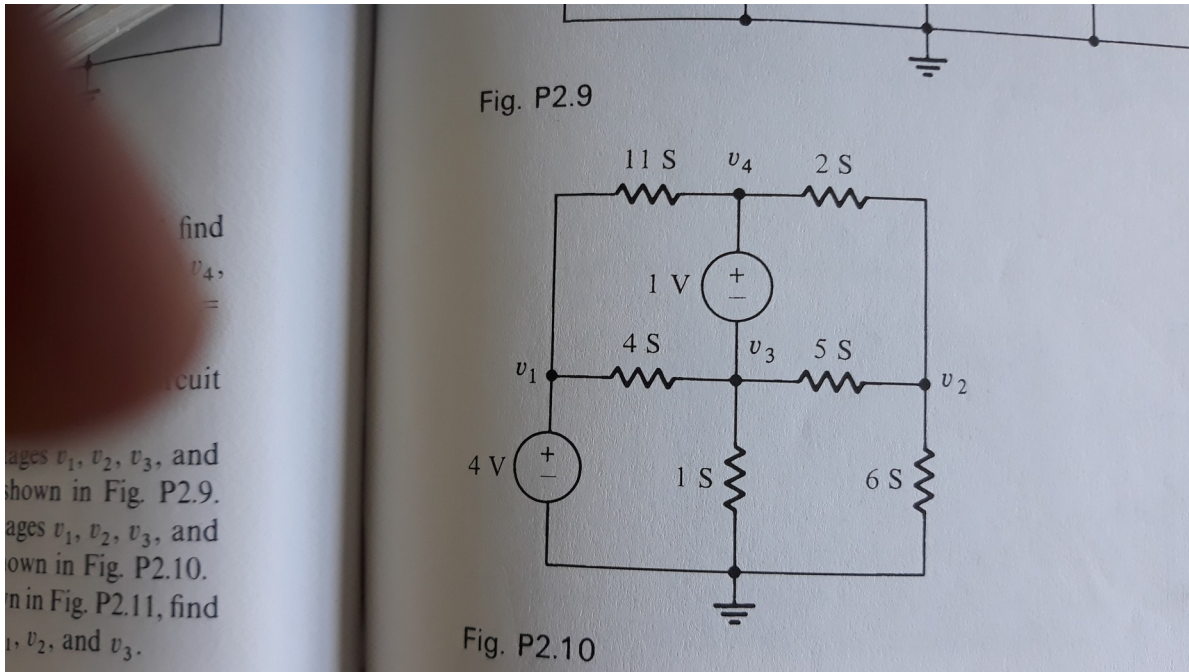 find
v4,
=
cuit
ages v1, v2, v3, and
shown in Fig. P2.9.
ages v1, v2, v3, and
own in Fig. P2.10.
n in Fig. P2.11, find
1, v2, and v3.
Fig. P2.9
11 S v4 2 S
+
1 V
−
4 S v3 5 S
v1 v2
+
4 V 1 S 6 S
−
Fig. P2.10